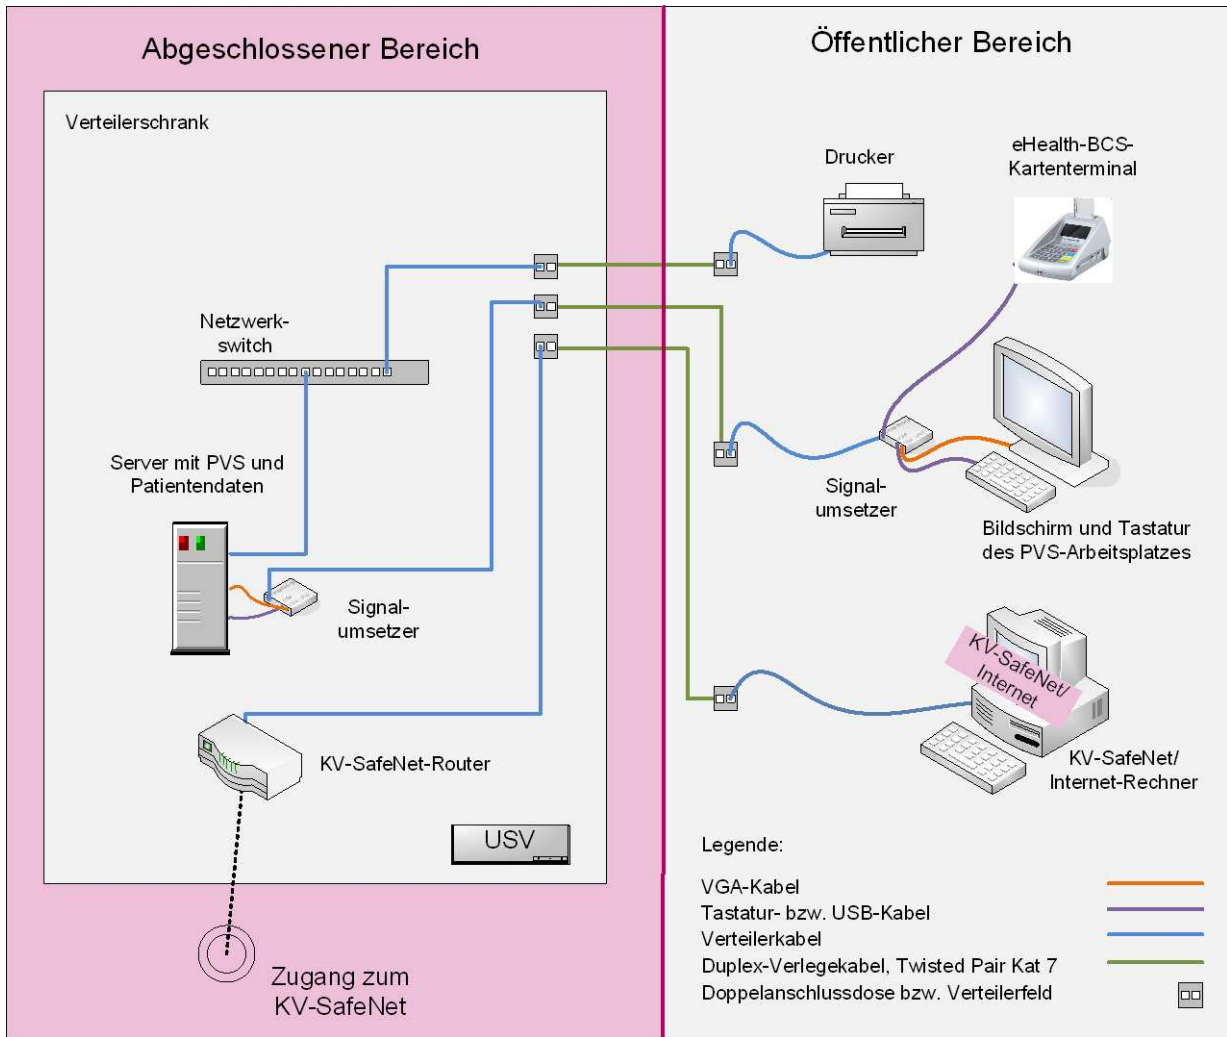 Abgeschlossener Bereich
Öffentlicher Bereich
Verteilerschrank
Drucker
eHealth-BCS-
Kartenterminal
Netzwerk-
switch
Server mit PVS und
Patientendaten
Signal-
umsetzer
Signal-
umsetzer
Bildschirm und Tastatur
des PVS-Arbeitsplatzes
KV-SafeNet/
Internet
KV-SafeNet-Router
KV-SafeNet/
Internet-Rechner
USV
Zugang zum
KV-SafeNet
Legende:
VGA-Kabel
Tastatur- bzw. USB-Kabel
Verteilerkabel
Duplex-Verlegekabel, Twisted Pair Kat 7
Doppelanschlussdose bzw. Verteilerfeld